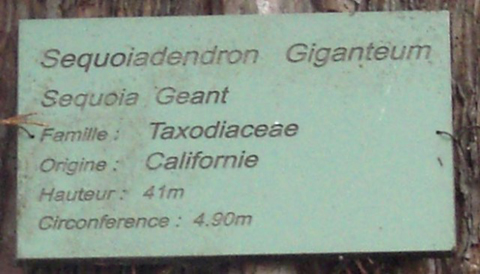 Sequoiadendron Giganteum
Sequoia Geant
Famille : Taxodiaceae
Origine : Californie
Hauteur : 41m
Circonference : 4.90m